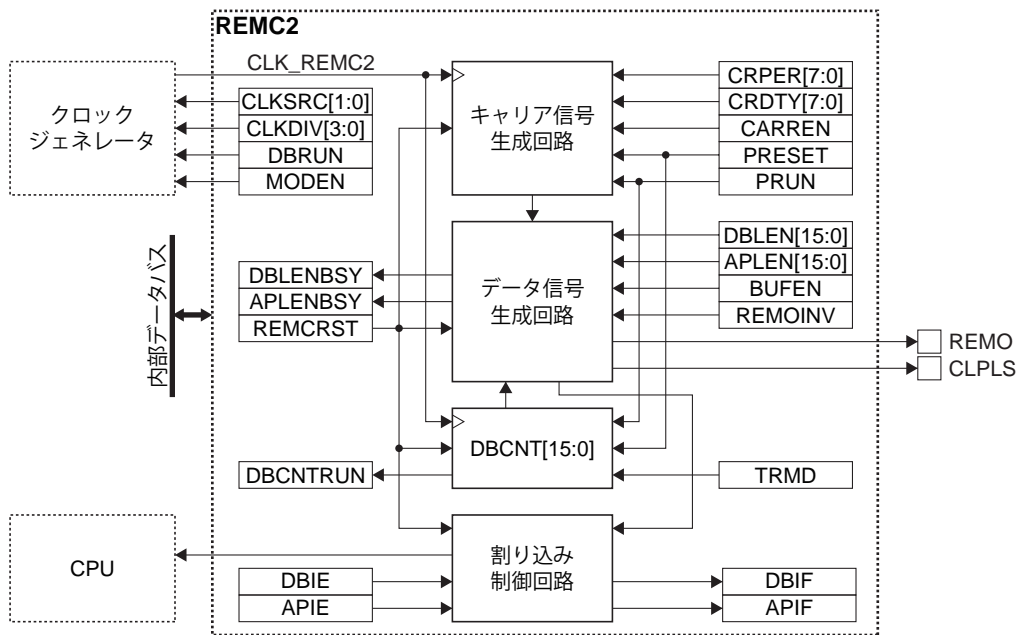 REMC2
CLK_REMC2
クロック
ジェネレータ
CLKSRC[1:0]
CLKDIV[3:0]
DBRUN
MODEN
キャリア信号
生成回路
CRPER[7:0]
CRDTY[7:0]
CARREN
PRESET
PRUN
内部データバス
DBLENBSY
APLENBSY
REMCRST
データ信号
生成回路
DBLEN[15:0]
APLEN[15:0]
BUFEN
REMOINV
REMO
CLPLS
DBCNTRUN
DBCNT[15:0]
TRMD
CPU
DBIE
APIE
割り込み
制御回路
DBIF
APIF